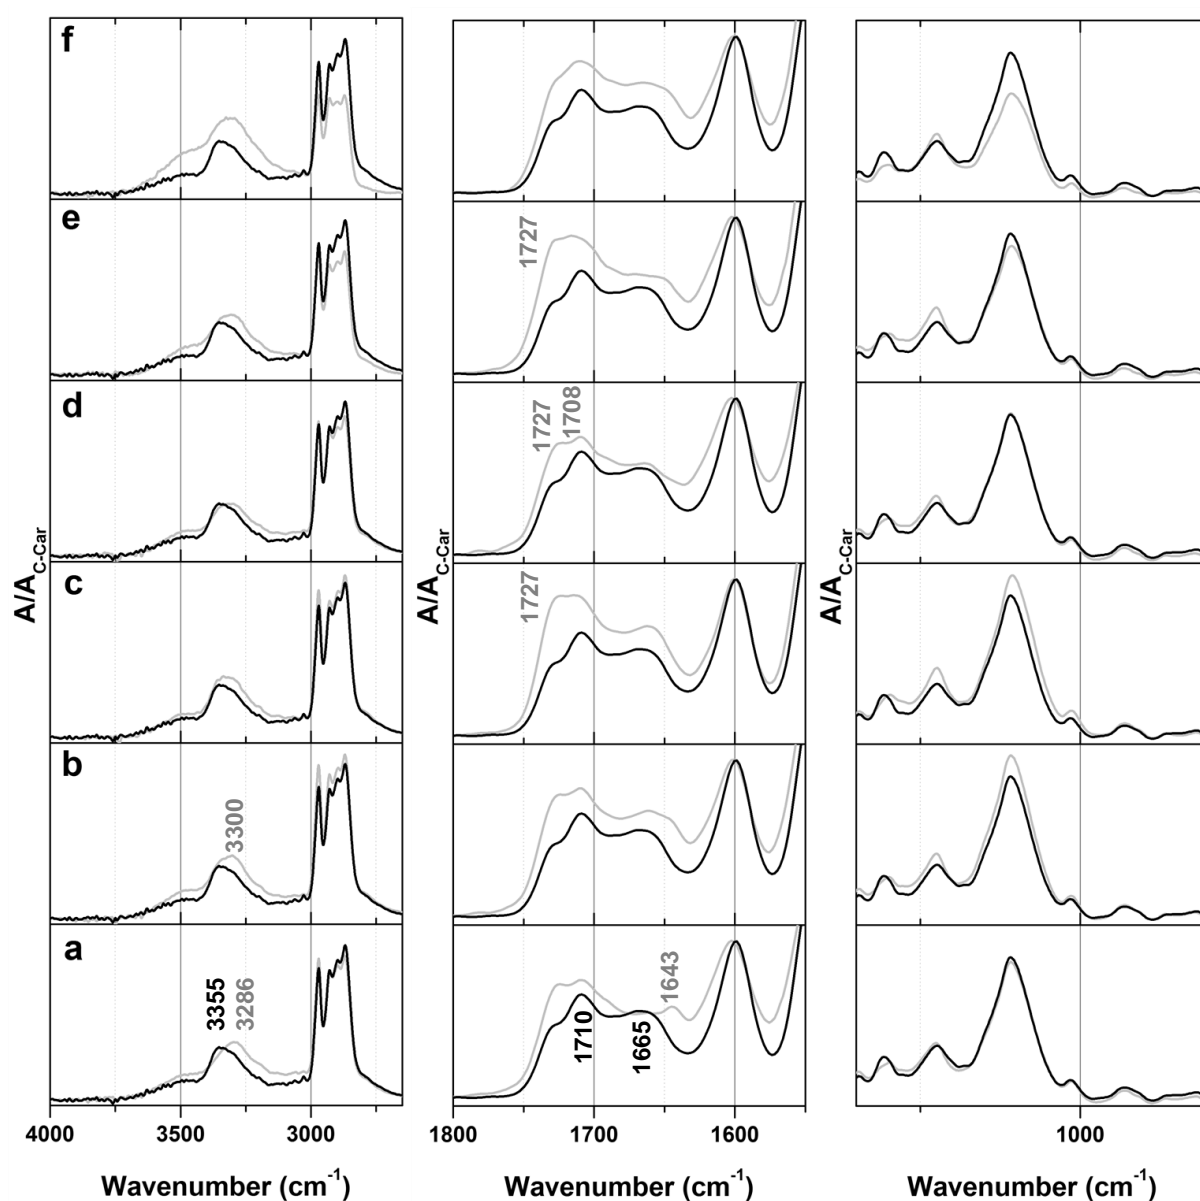 f
e
1727
d
1727
1708
c
1727
b
3300
a
3355
3286
1710
1665
1643
A/A_C-Car
A/A_C-Car
A/A_C-Car
4000 3500 3000
1800 1700 1600
1000
Wavenumber (cm⁻¹)
Wavenumber (cm⁻¹)
Wavenumber (cm⁻¹)